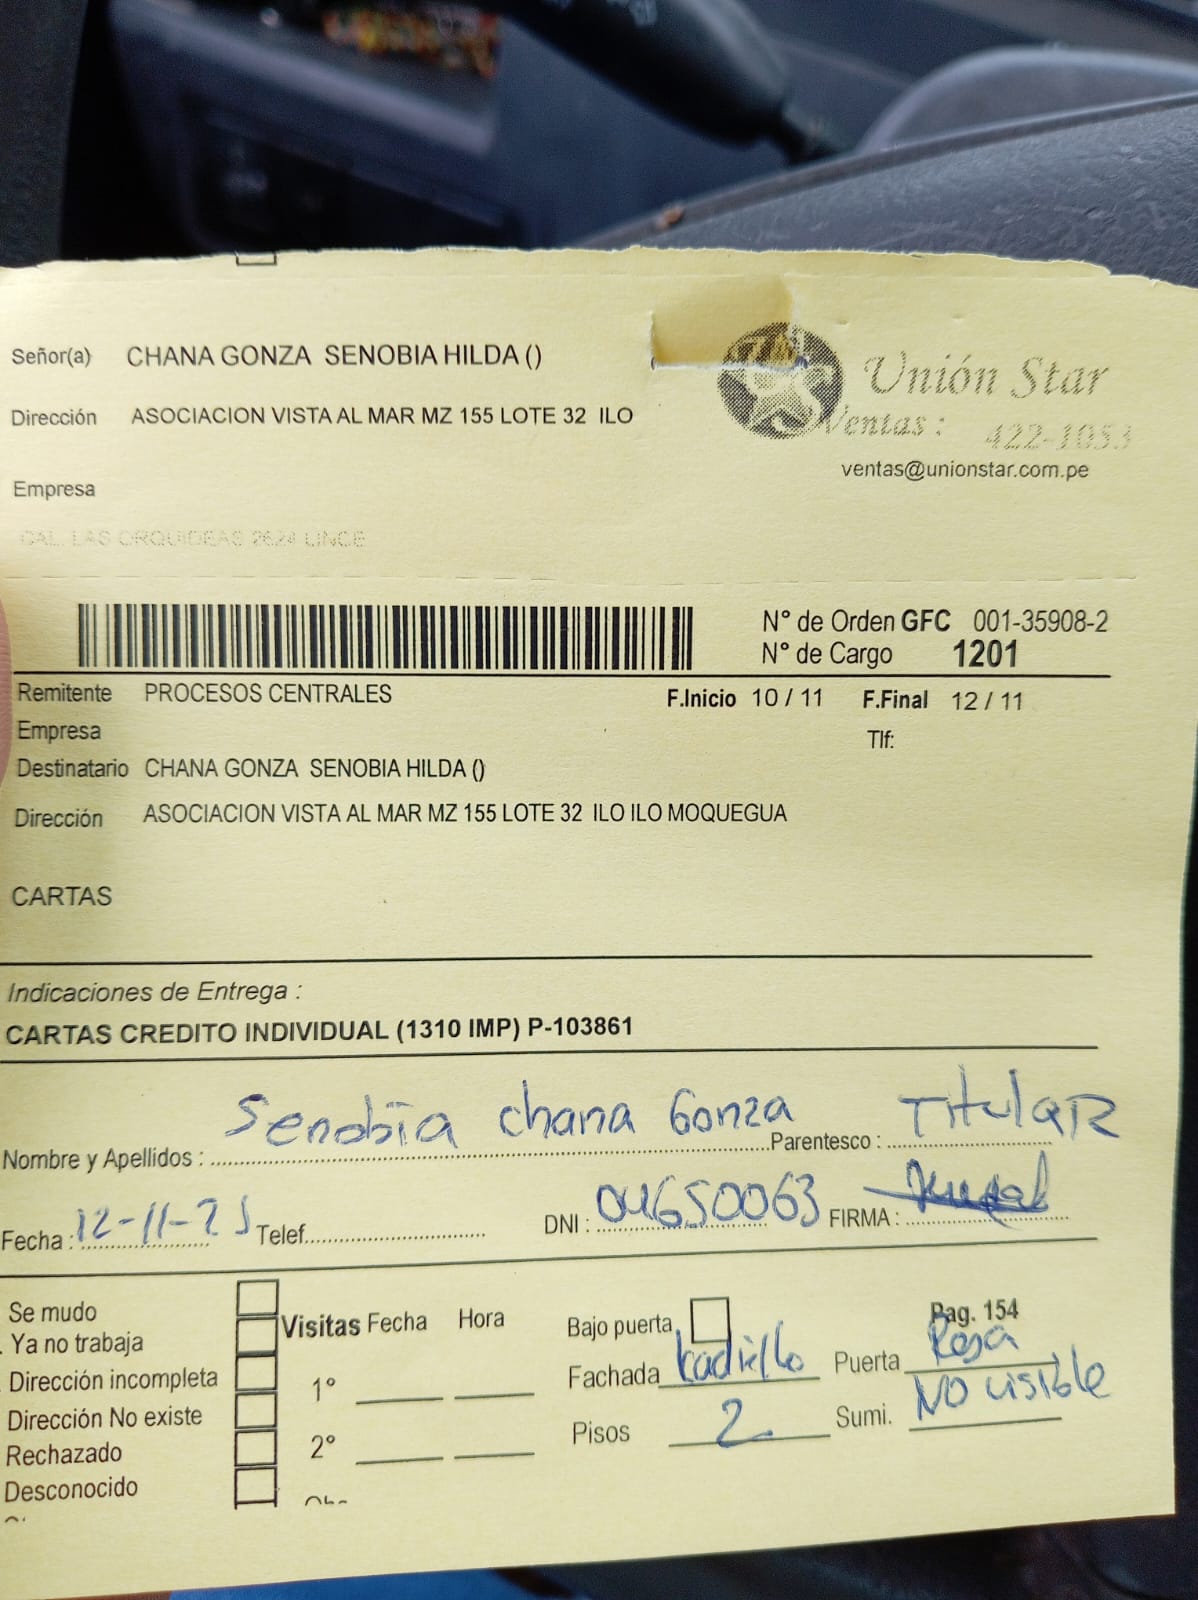 Señor(a) CHANA GONZA SENOBIA HILDA ()
Dirección ASOCIACION VISTA AL MAR MZ 155 LOTE 32 ILO
Unión Star
Ventas : 422-1053
ventas@unionstar.com.pe
Empresa
CAL. LAS ORQUIDEAS 2624 LINCE
N° de Orden GFC 001-35908-2
N° de Cargo 1201
Remitente PROCESOS CENTRALES F.Inicio 10 / 11 F.Final 12 / 11
Empresa Tlf:
Destinatario CHANA GONZA SENOBIA HILDA ()
Dirección ASOCIACION VISTA AL MAR MZ 155 LOTE 32 ILO ILO MOQUEGUA
CARTAS
Indicaciones de Entrega :
CARTAS CREDITO INDIVIDUAL (1310 IMP) P-103861
Nombre y Apellidos : Senobia Chana Gonza Parentesco : TITULAR
Fecha : 12-11-25 Telef. DNI : 04650063 FIRMA :
Se mudo
Ya no trabaja
Dirección incompleta
Dirección No existe
Rechazado
Desconocido
Visitas Fecha Hora
1°
2°
Bajo puerta Pag. 154
Fachada Ladrillo Puerta Reja
Pisos 2 Sumi. NO visible